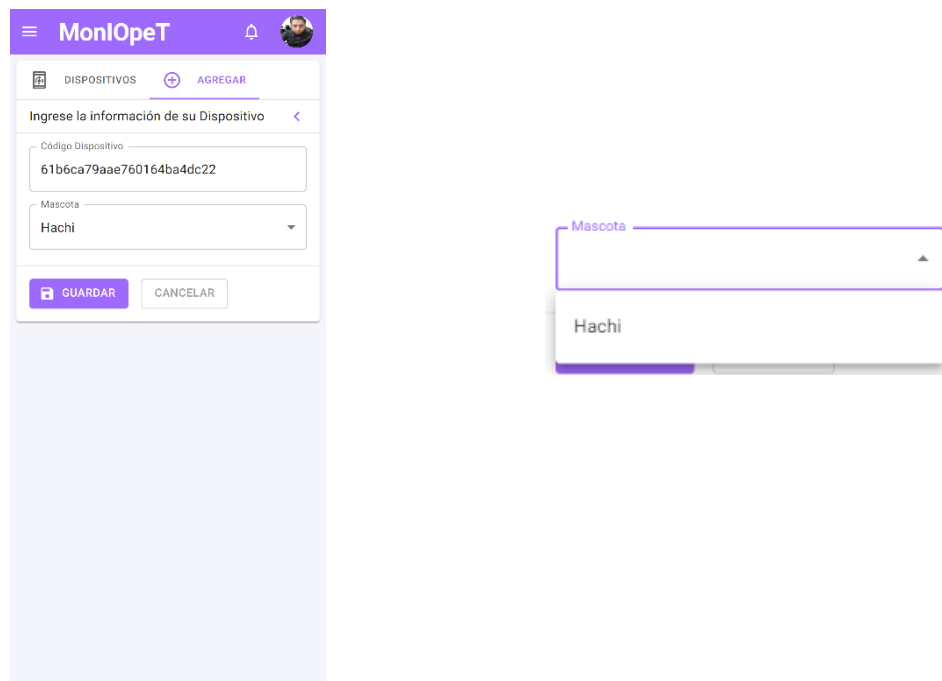 MonIOpeT
DISPOSITIVOS AGREGAR
Ingrese la información de su Dispositivo
Código Dispositivo
61b6ca79aae760164ba4dc22
Mascota
Hachi
GUARDAR CANCELAR
Mascota
Hachi